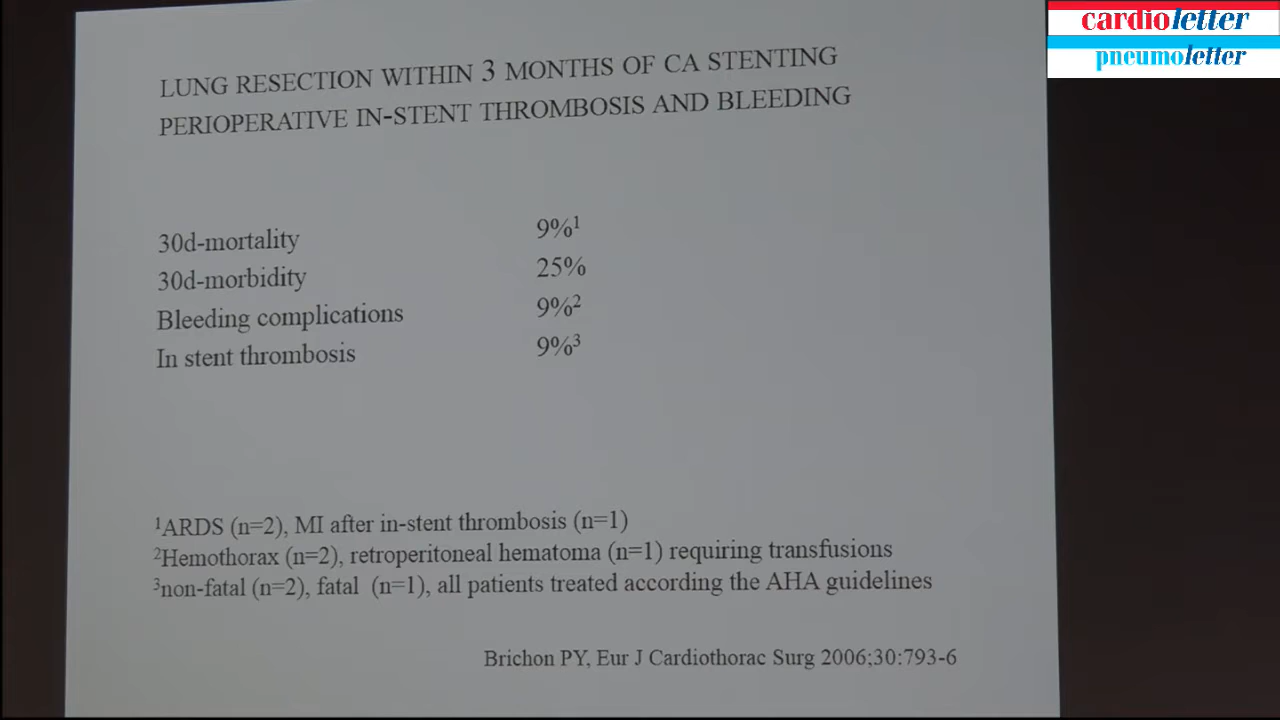 cardioletter
pneumoletter
LUNG RESECTION WITHIN 3 MONTHS OF CA STENTING
PERIOPERATIVE IN-STENT THROMBOSIS AND BLEEDING
30d-mortality 9%¹
30d-morbidity 25%
Bleeding complications 9%²
In stent thrombosis 9%³
¹ARDS (n=2), MI after in-stent thrombosis (n=1)
²Hemothorax (n=2), retroperitoneal hematoma (n=1) requiring transfusions
³non-fatal (n=2), fatal (n=1), all patients treated according the AHA guidelines
Brichon PY, Eur J Cardiothorac Surg 2006;30:793-6